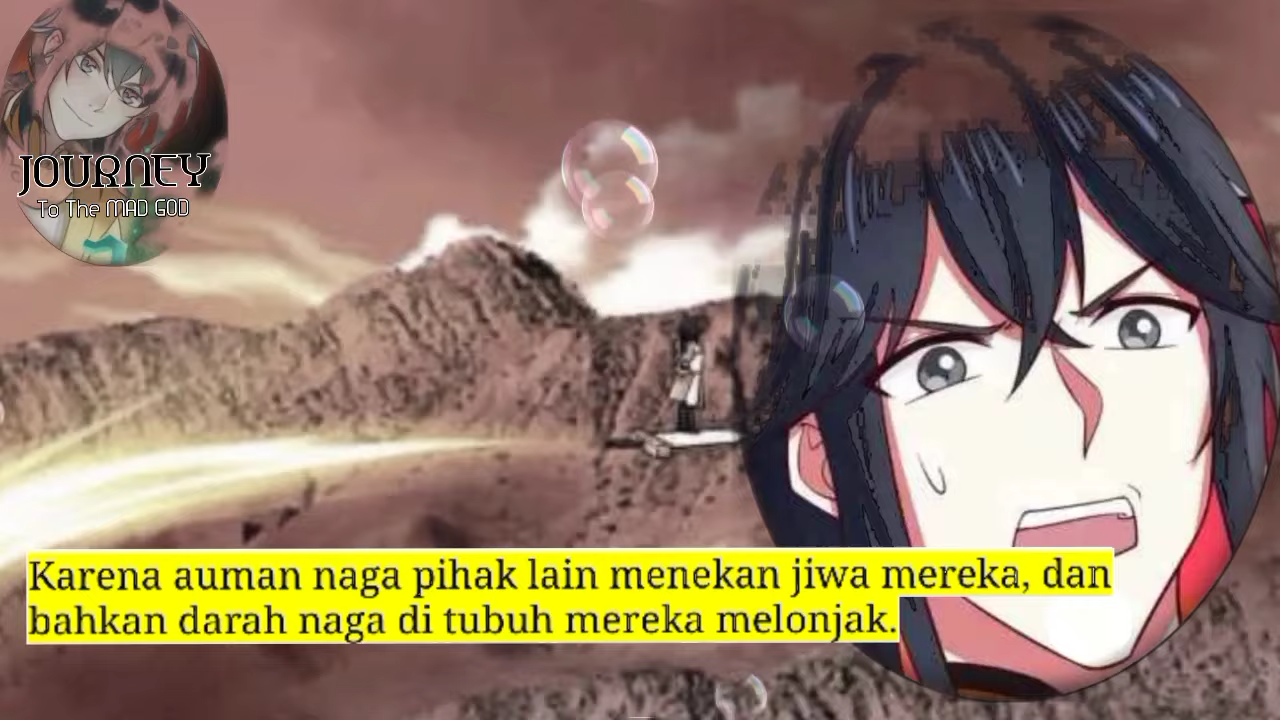 JOURNEY
To The MAD GOD
Karena auman naga pihak lain menekan jiwa mereka, dan
bahkan darah naga di tubuh mereka melonjak.